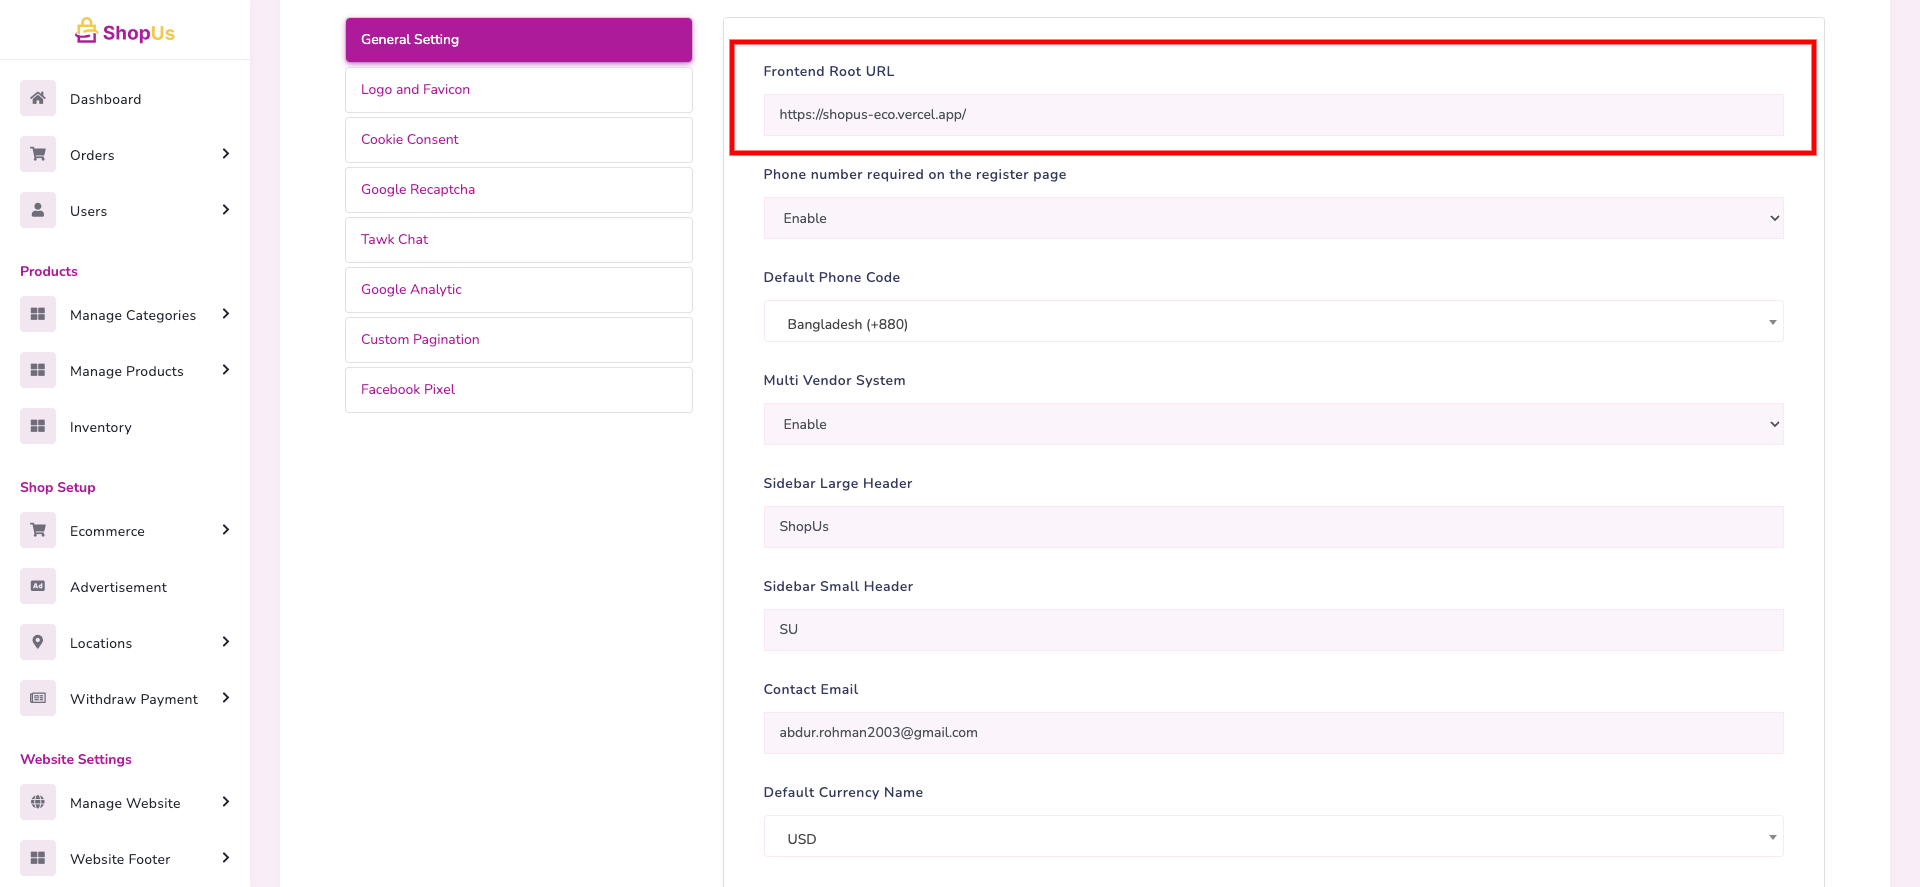 ShopUs
Dashboard
Orders
Users
Products
Manage Categories
Manage Products
Inventory
Shop Setup
Ecommerce
Ad
Advertisement
Locations
Withdraw Payment
Website Settings
Manage Website
Website Footer
General Setting
Logo and Favicon
Cookie Consent
Google Recaptcha
Tawk Chat
Google Analytic
Custom Pagination
Facebook Pixel
Frontend Root URL
https://shopus-eco.vercel.app/
Phone number required on the register page
Enable
Default Phone Code
Bangladesh (+880)
Multi Vendor System
Enable
Sidebar Large Header
ShopUs
Sidebar Small Header
SU
Contact Email
abdur.rohman2003@gmail.com
Default Currency Name
USD